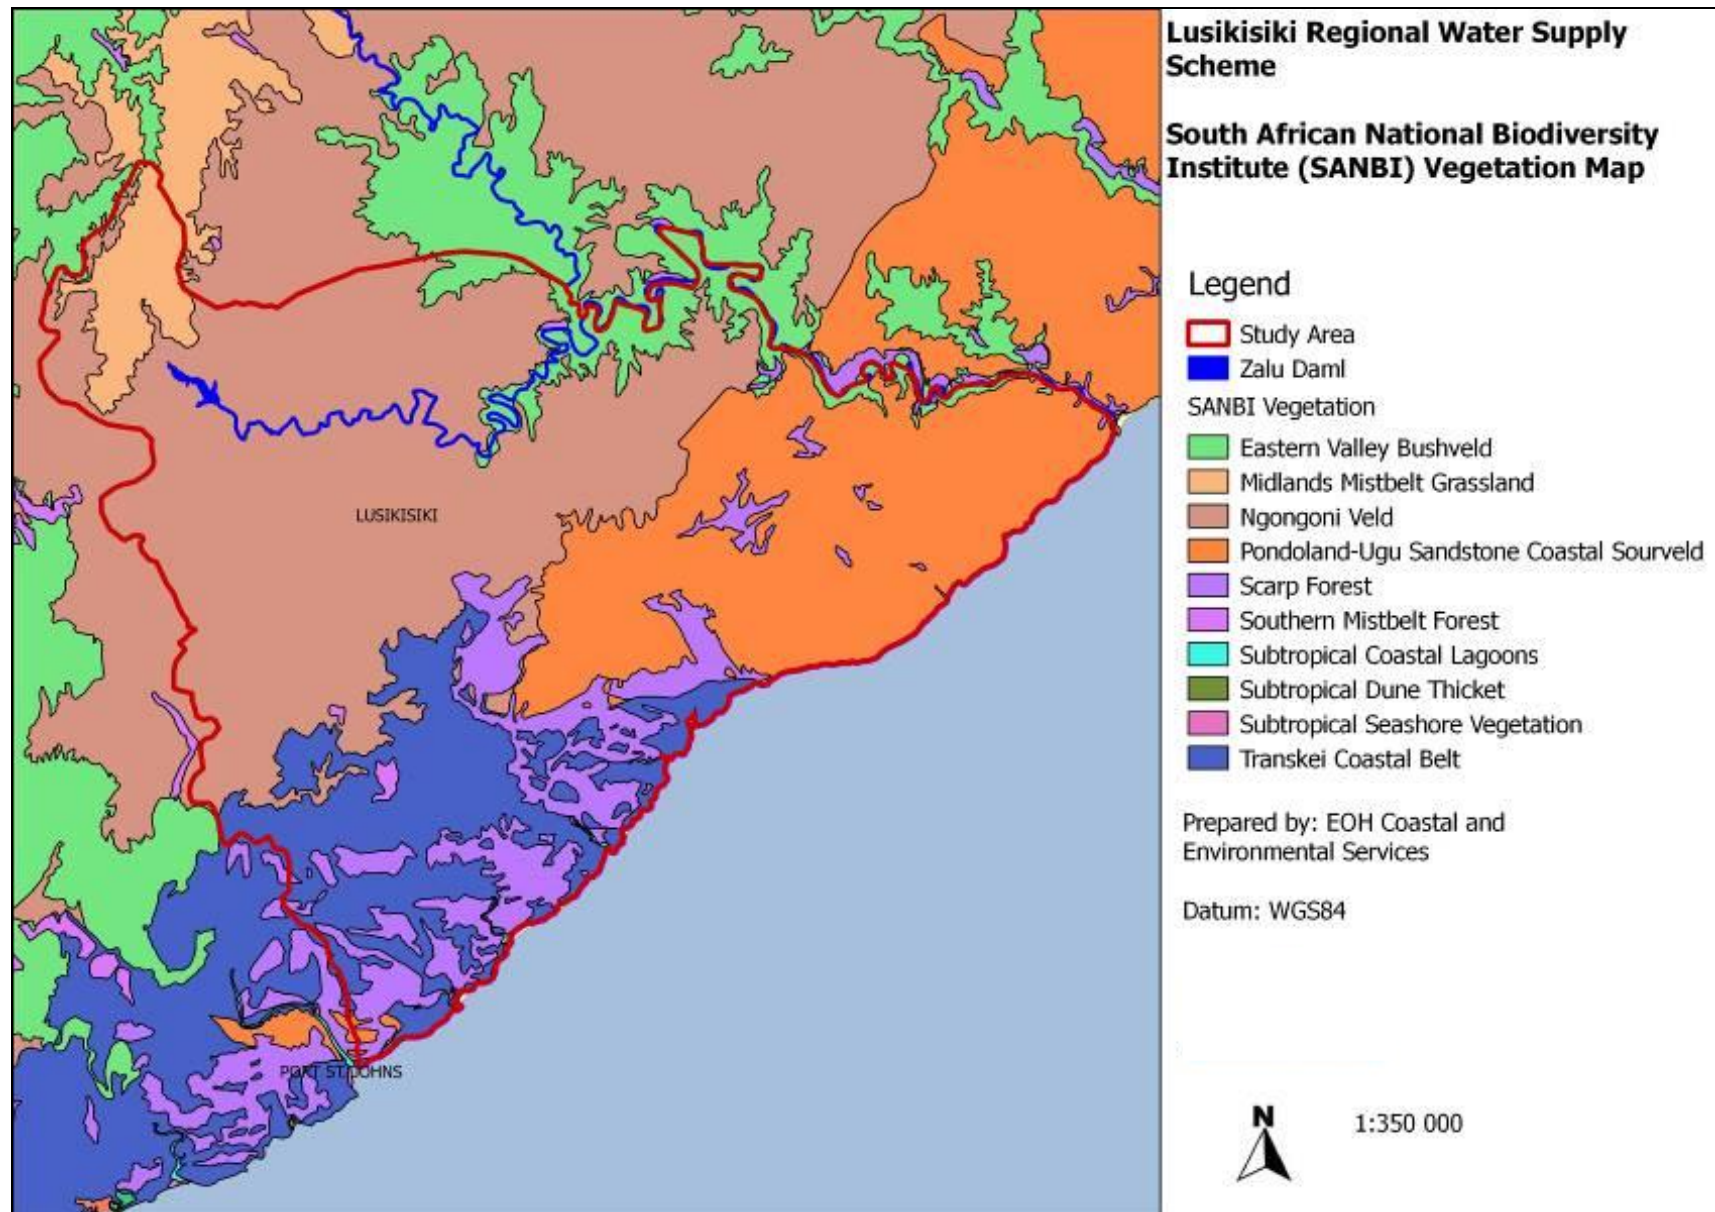 Lusikisiki Regional Water Supply
Scheme
South African National Biodiversity
Institute (SANBI) Vegetation Map
Legend
Study Area
Zalu Daml
SANBI Vegetation
Eastern Valley Bushveld
Midlands Mistbelt Grassland
Ngongoni Veld
Pondoland-Ugu Sandstone Coastal Sourveld
Scarp Forest
Southern Mistbelt Forest
Subtropical Coastal Lagoons
Subtropical Dune Thicket
Subtropical Seashore Vegetation
Transkei Coastal Belt
Prepared by: EOH Coastal and
Environmental Services
Datum: WGS84
N
1:350 000
LUSIKISIKI
PORT ST JOHNS